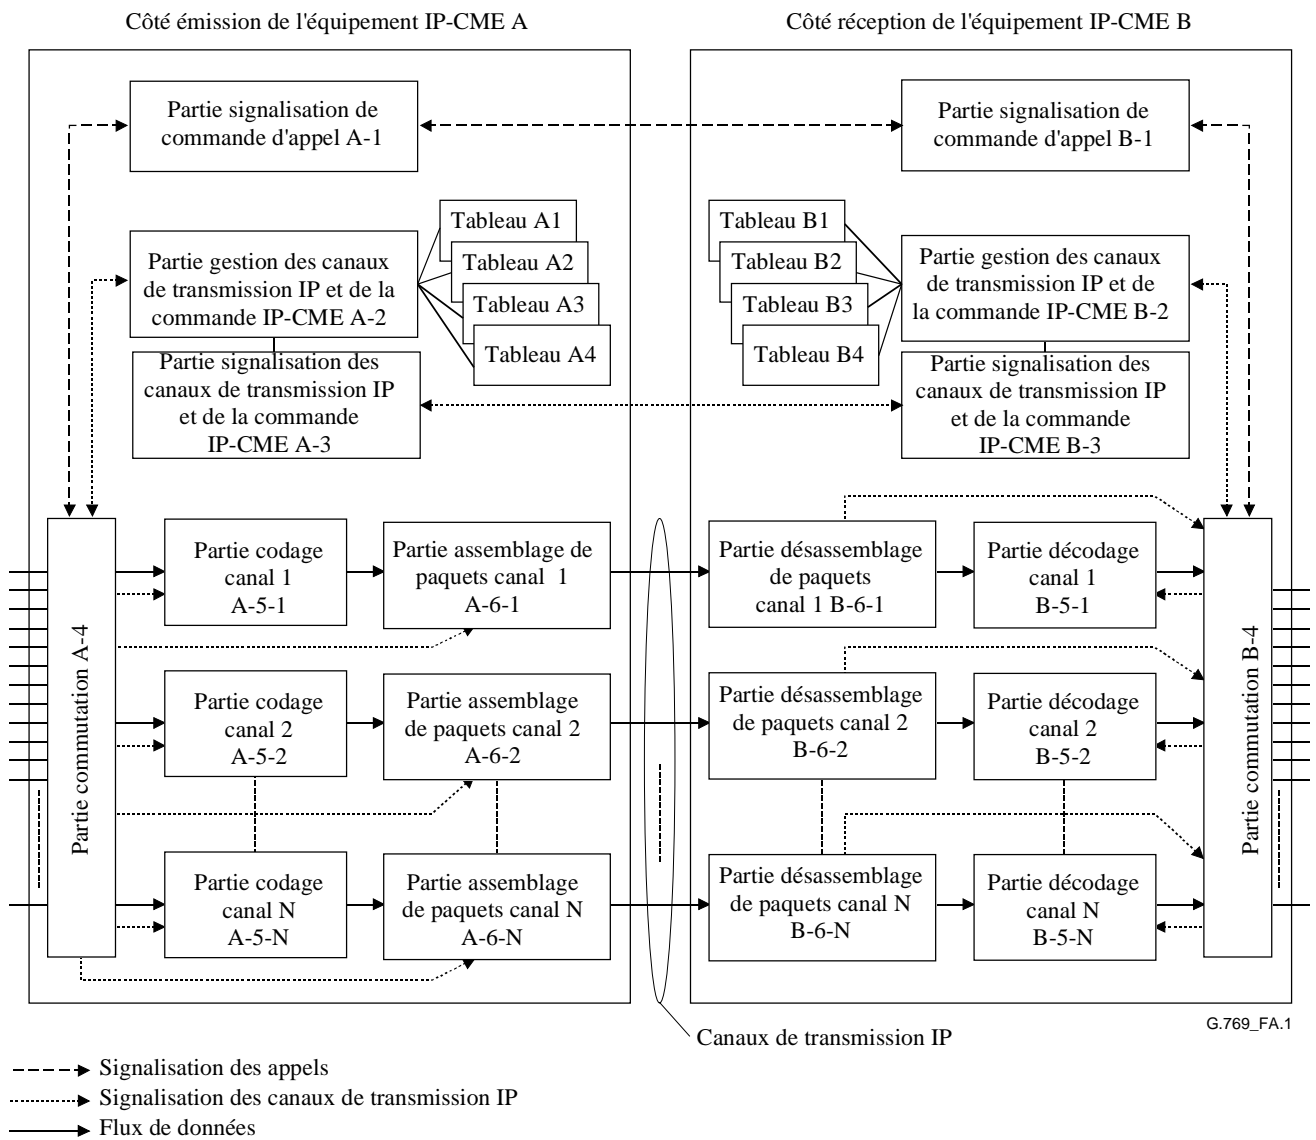 Côté émission de l'équipement IP-CME A
Côté réception de l'équipement IP-CME B
Partie signalisation de
commande d'appel A-1
Partie signalisation de
commande d'appel B-1
Partie gestion des canaux
de transmission IP et de la
commande IP-CME A-2
Tableau A1
Tableau A2
Tableau A3
Tableau A4
Tableau B1
Tableau B2
Tableau B3
Tableau B4
Partie gestion des canaux
de transmission IP et de
la commande IP-CME B-2
Partie signalisation des
canaux de transmission IP
et de la commande
IP-CME A-3
Partie signalisation des
canaux de transmission IP
et de la commande
IP-CME B-3
Partie commutation A-4
Partie codage
canal 1
A-5-1
Partie assemblage de
paquets canal 1
A-6-1
Partie désassemblage
de paquets
canal 1 B-6-1
Partie décodage
canal 1
B-5-1
Partie codage
canal 2
A-5-2
Partie assemblage
de paquets canal 2
A-6-2
Partie désassemblage
de paquets canal 2
B-6-2
Partie décodage
canal 2
B-5-2
Partie codage
canal N
A-5-N
Partie assemblage
de paquets canal N
A-6-N
Partie désassemblage
de paquets canal N
B-6-N
Partie décodage
canal N
B-5-N
Partie commutation B-4
G.769_FA.1
Canaux de transmission IP
Signalisation des appels
Signalisation des canaux de transmission IP
Flux de données